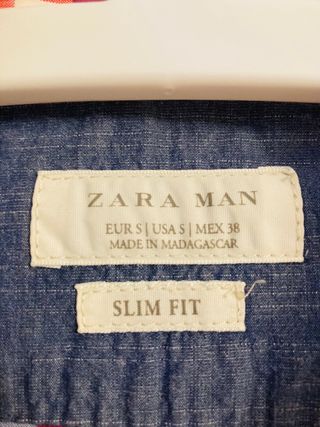 ZARA MAN
EUR S | USA S | MEX 38
MADE IN MADAGASCAR
SLIM FIT